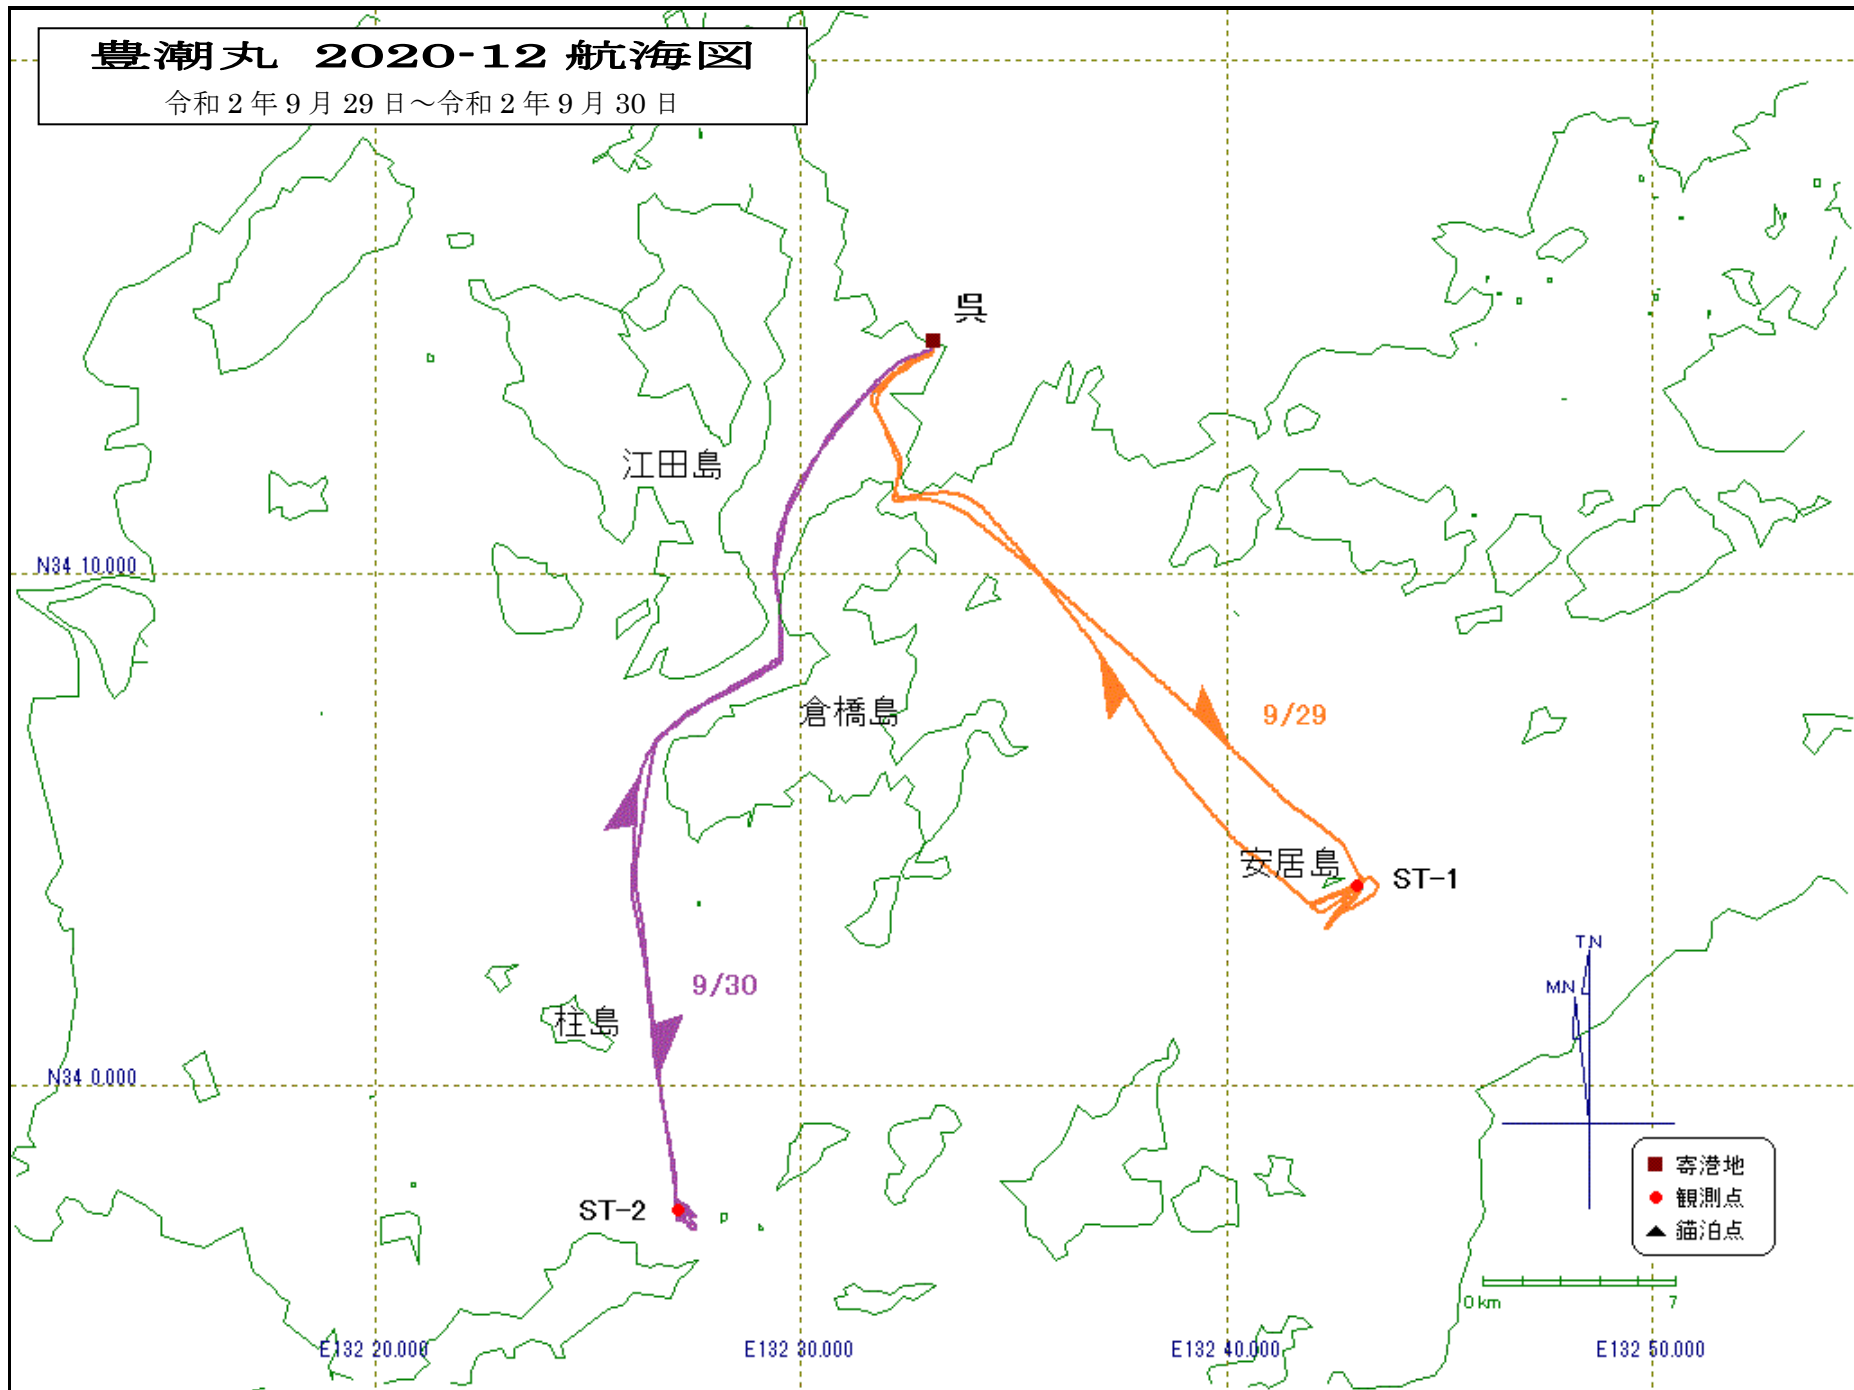 豊潮丸 2020-12 航海図
令和 2 年 9 月 29 日～令和 2 年 9 月 30 日
呉
江田島
N34 10.000
倉橋島
9/29
安居島
ST-1
T.N
M.N
9/30
柱島
N34 0.000
寄港地
観測点
錨泊点
ST-2
0 km 7
E132 20.000
E132 30.000
E132 40.000
E132 50.000